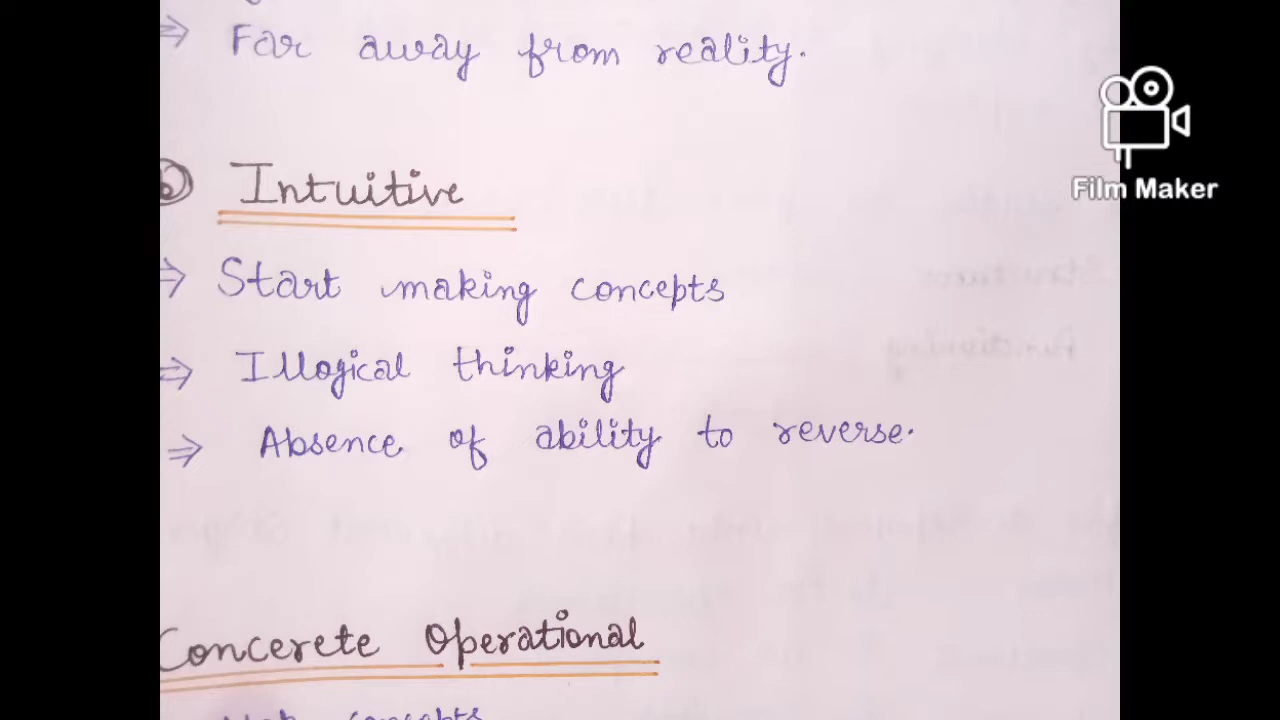 ⇒ Far away from reality.
Film Maker
b Intuitive
⇒ Start making concepts
⇒ Illogical thinking
⇒ Absence of ability to reverse.
Concerete Operational
concepts